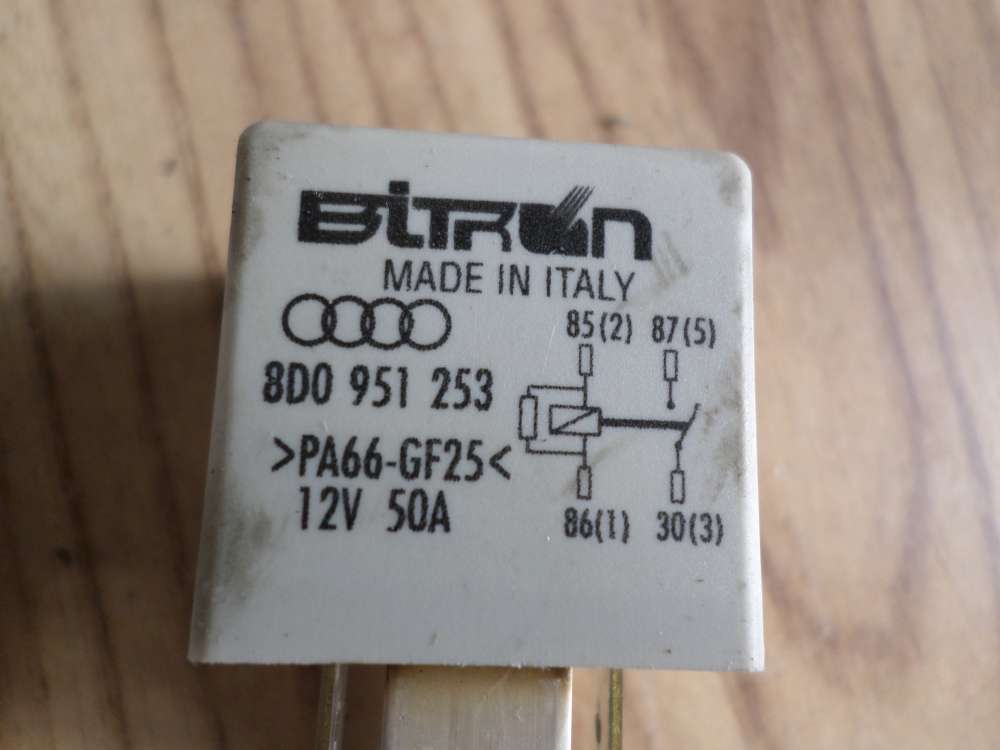 BiTRON
MADE IN ITALY
8D0 951 253
>PA66-GF25<
12V 50A
85(2) 87(5)
86(1) 30(3)